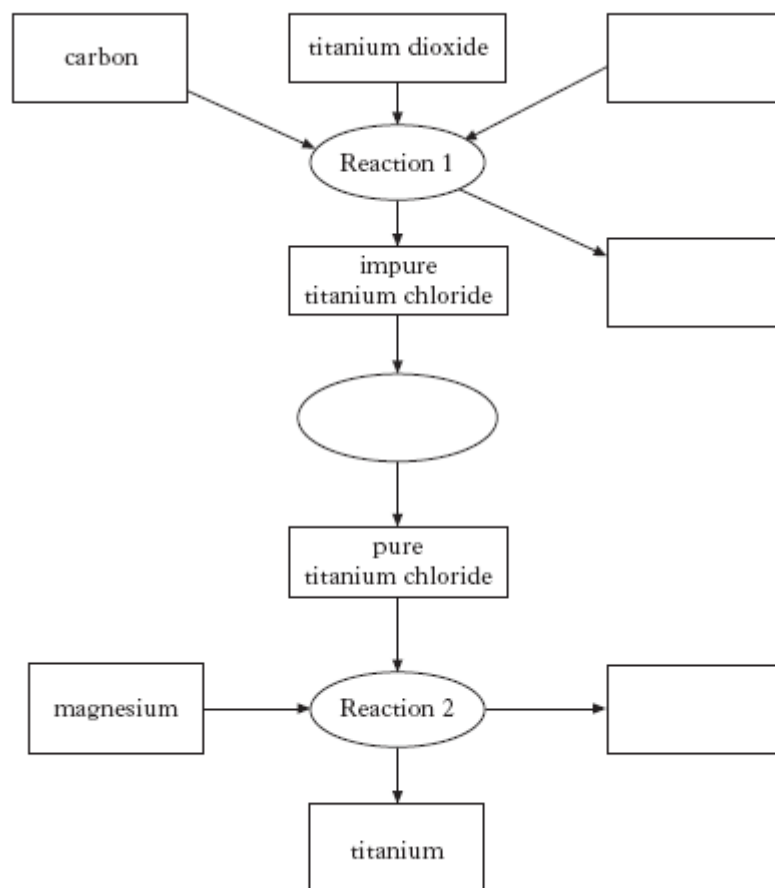 carbon
titanium dioxide
Reaction 1
impure
titanium chloride
pure
titanium chloride
magnesium
Reaction 2
titanium